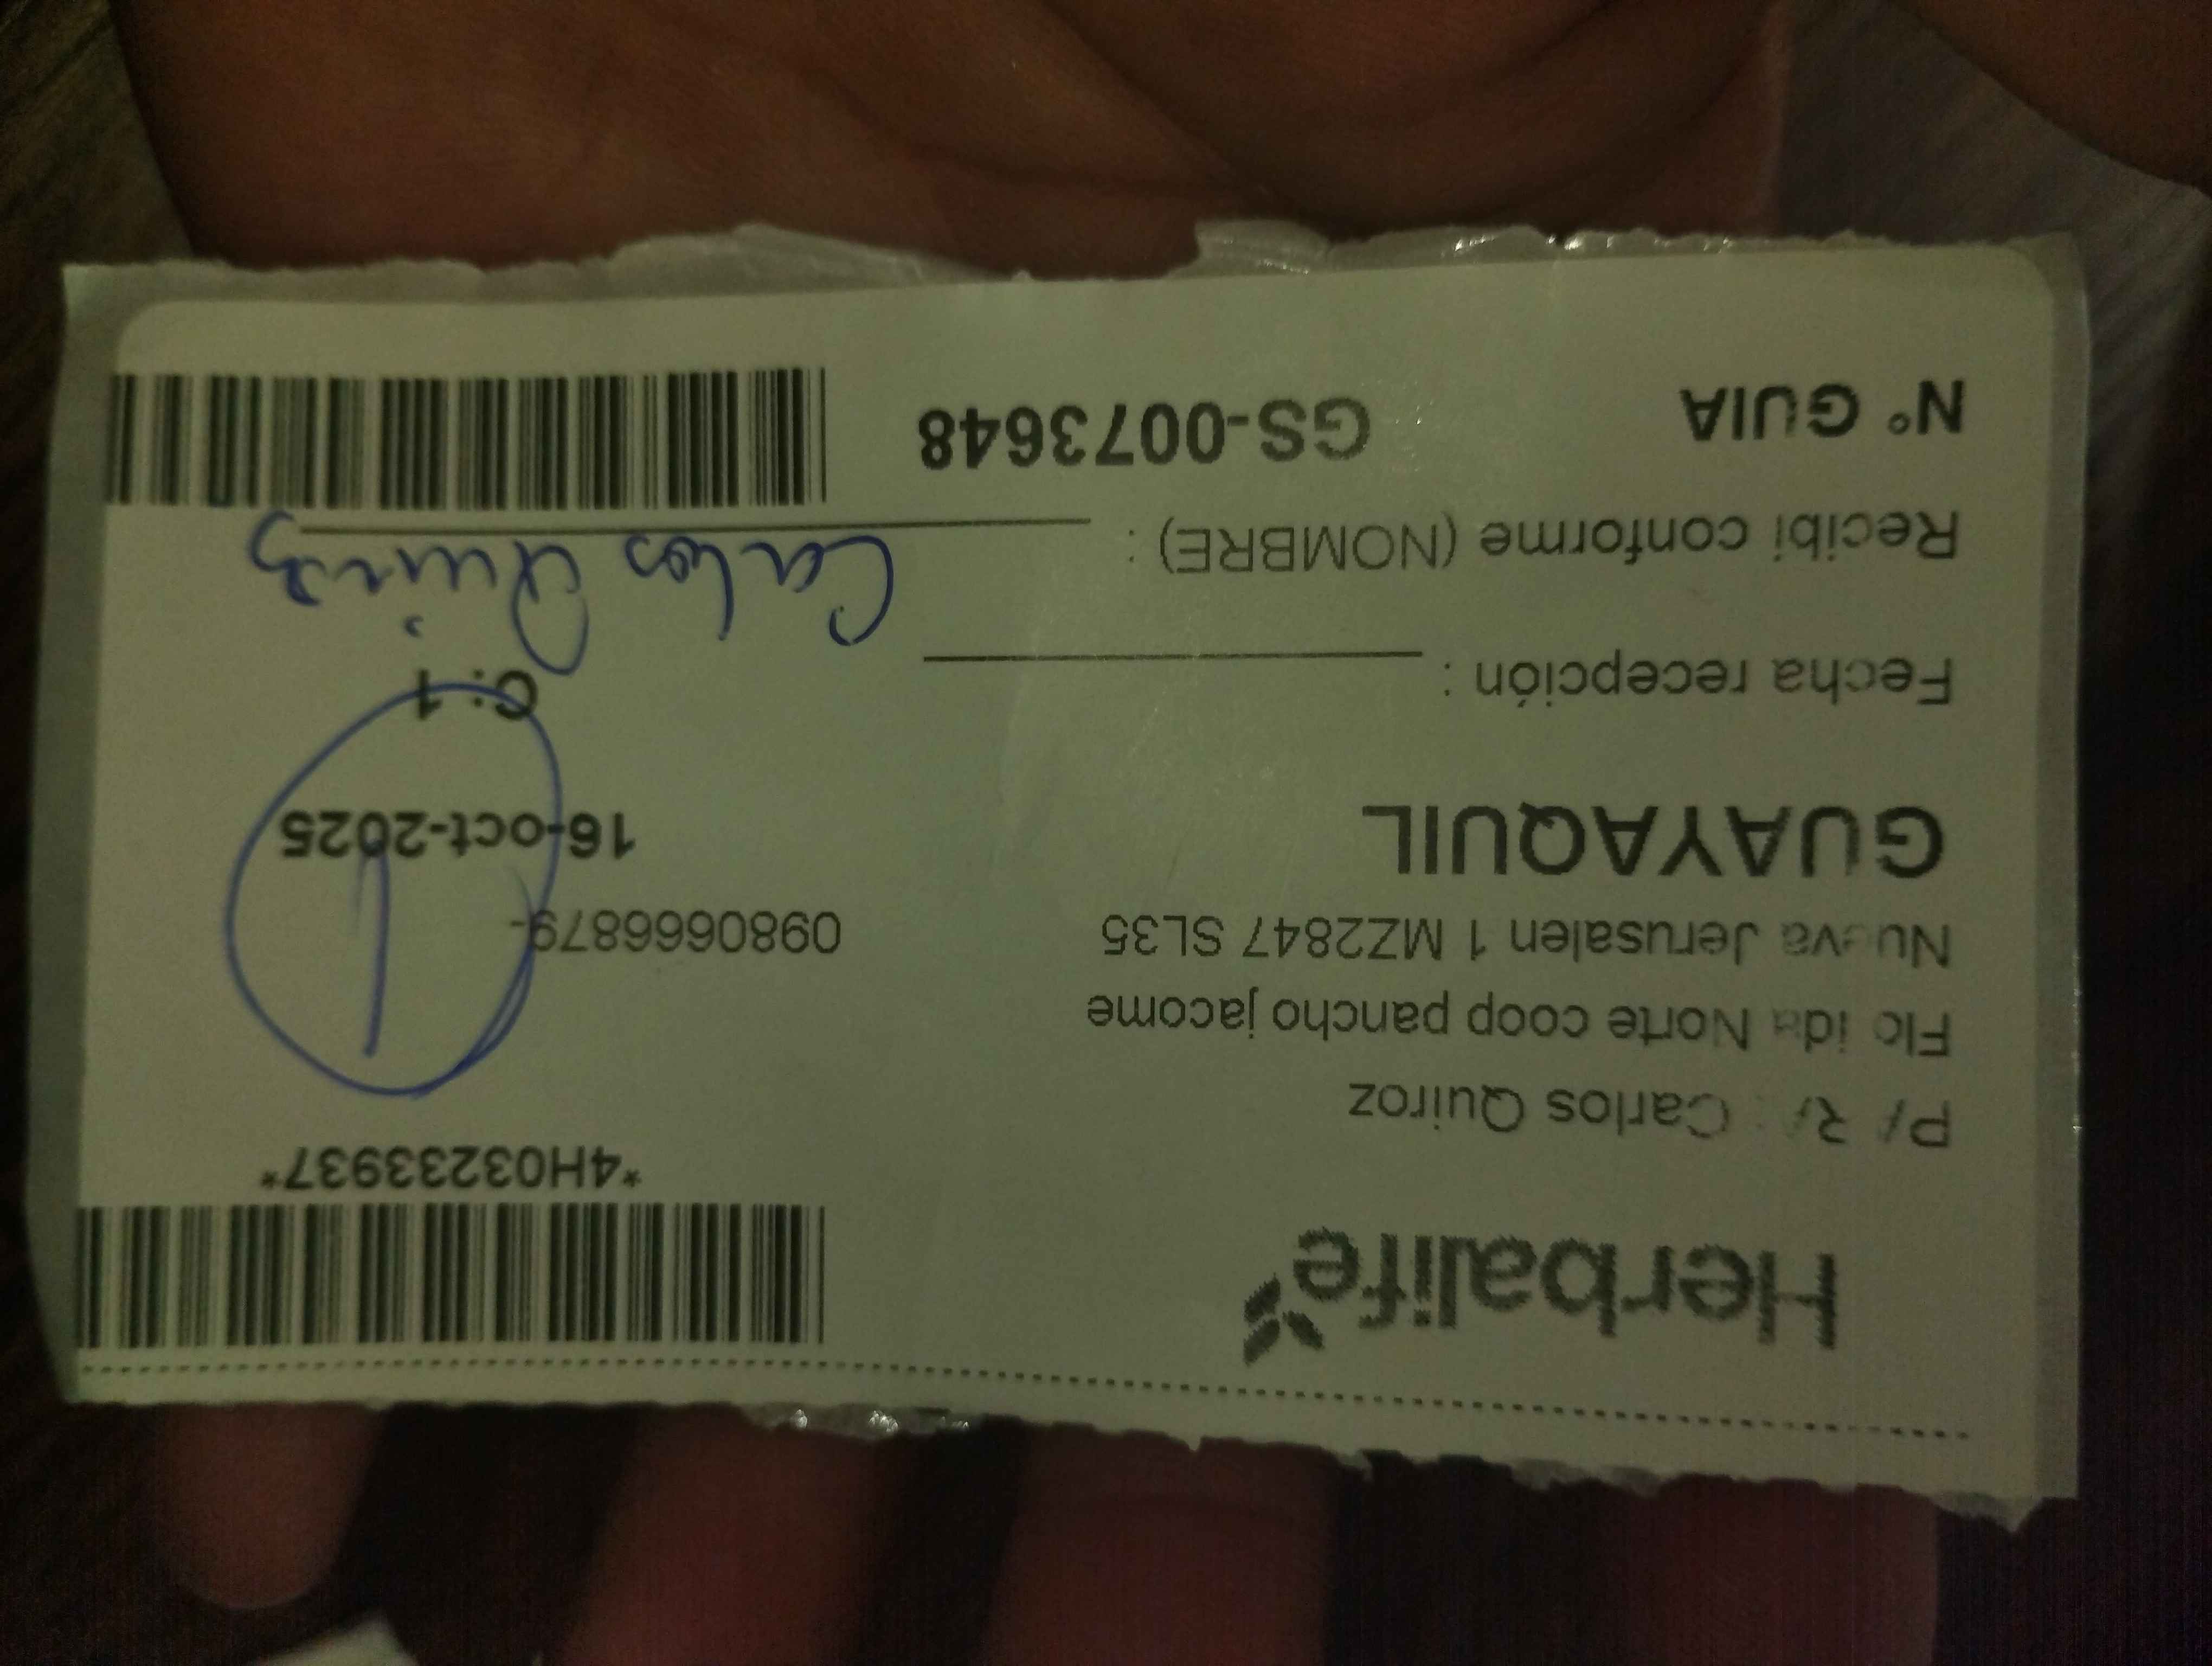 Herbalife
*4H03233937*
P/ R/ : Carlos Quiroz
Flo ida Norte coop pancho jacome
Nueva Jerusalen 1 MZ2847 SL35
0980666879-
GUAYAQUIL
16-oct-2025
1
C: 1
Fecha recepción :
Recibi conforme (NOMBRE) : Carlos Quiroz
N° GUIA GS-0073648